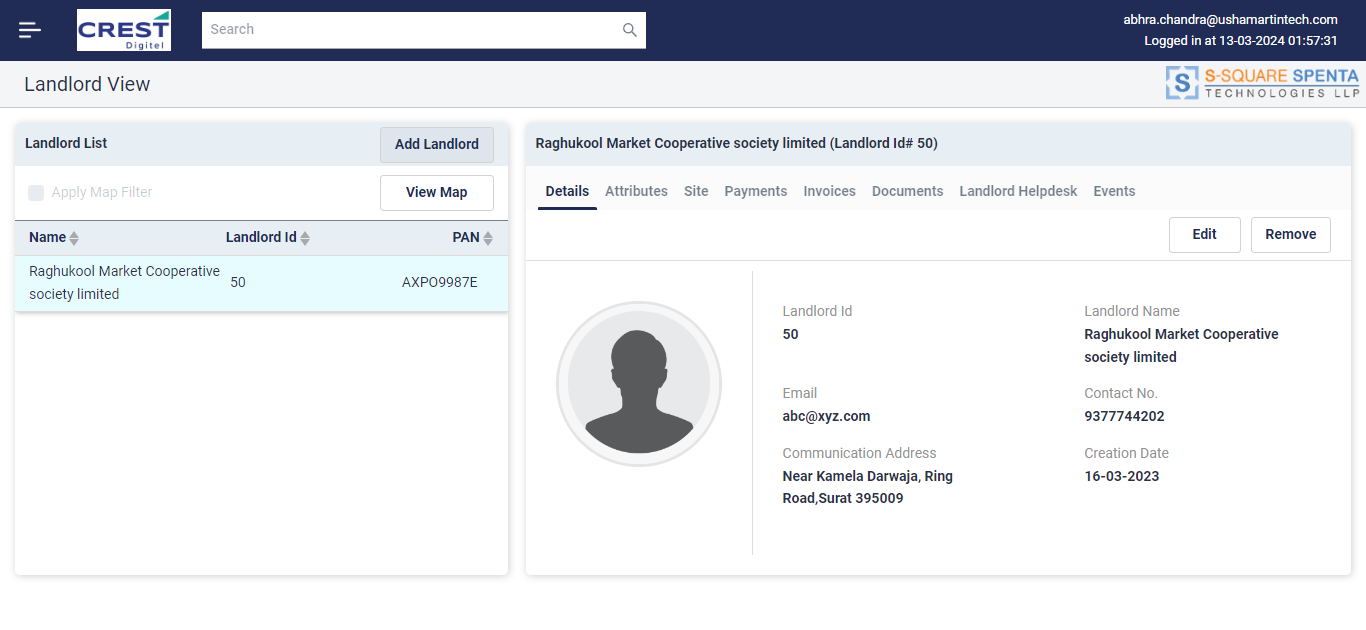 CREST
Digitel
Search
abhra.chandra@ushamartintech.com
Logged in at 13-03-2024 01:57:31
Landlord View
S
S-SQUARE SPENTA
TECHNOLOGIES LLP
Landlord List
Add Landlord
Apply Map Filter
View Map
Name Landlord Id PAN
Raghukool Market Cooperative
society limited
50
AXPO9987E
Raghukool Market Cooperative society limited (Landlord Id# 50)
Details Attributes Site Payments Invoices Documents Landlord Helpdesk Events
Edit Remove
Landlord Id
50
Landlord Name
Raghukool Market Cooperative
society limited
Email
abc@xyz.com
Contact No.
9377744202
Communication Address
Near Kamela Darwaja, Ring
Road,Surat 395009
Creation Date
16-03-2023